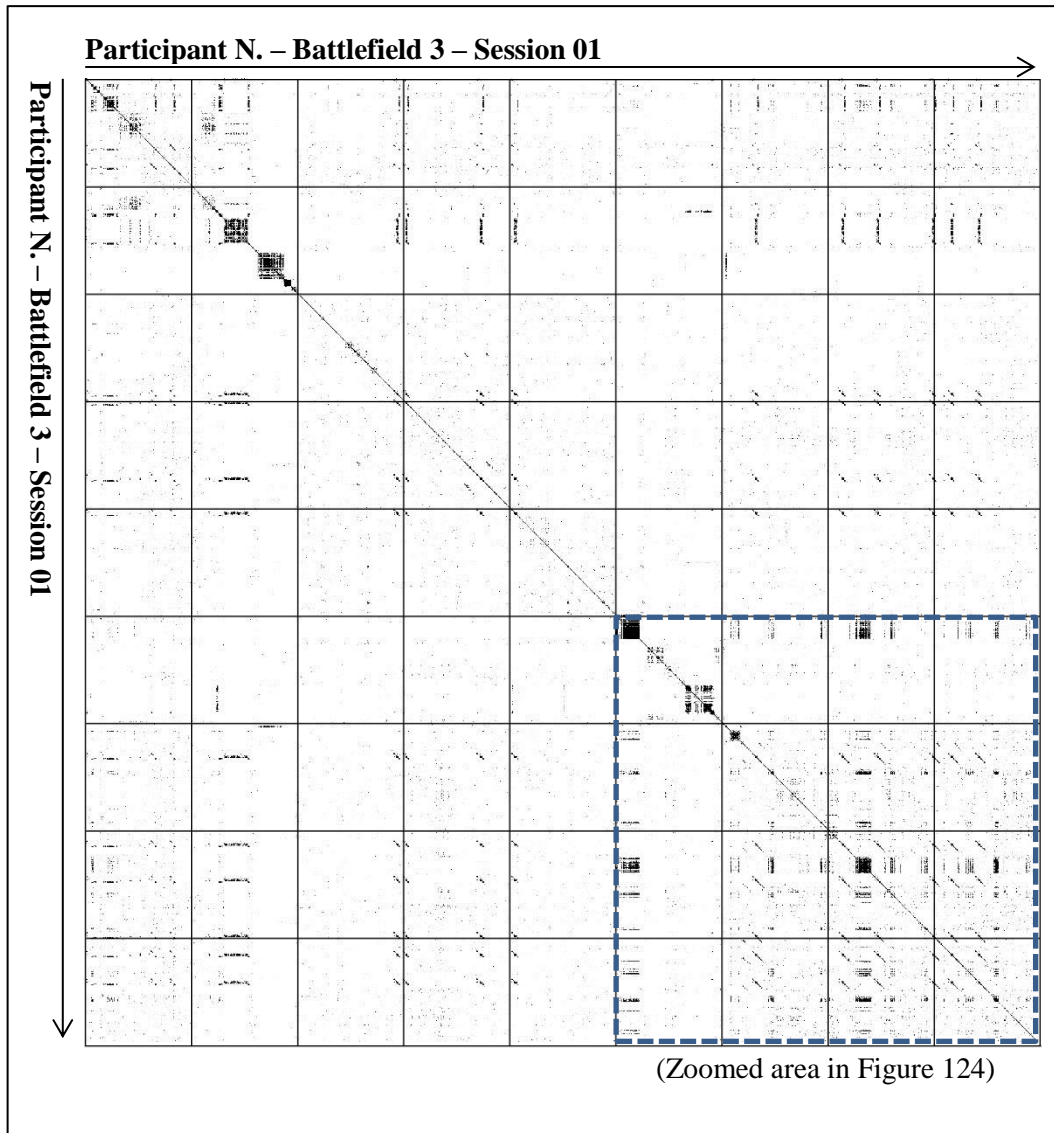 Participant N. – Battlefield 3 – Session 01
Participant N. – Battlefield 3 – Session 01
(Zoomed area in Figure 124)